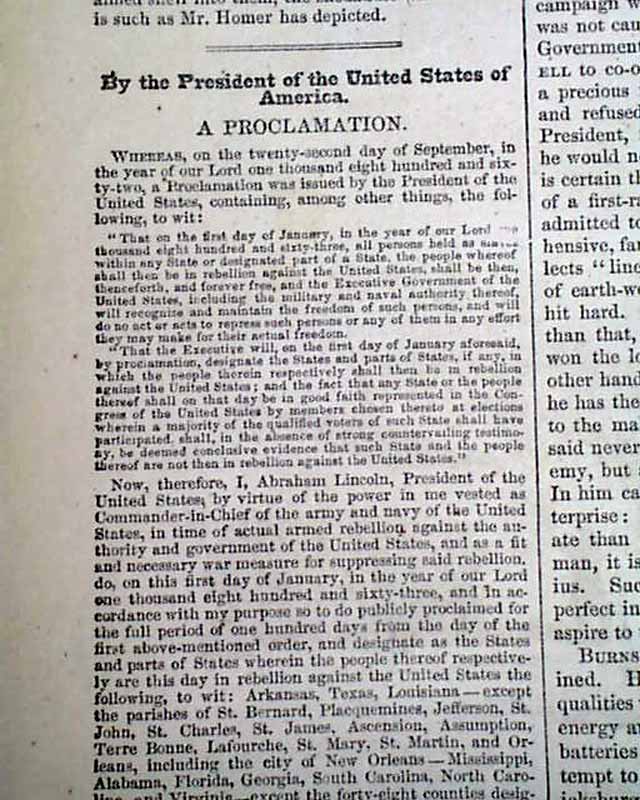 is such as Mr. Homer has depicted.
By the President of the United States of
America.
A PROCLAMATION.
WHEREAS, on the twenty-second day of September, in
the year of our Lord one thousand eight hundred and six-
ty-two, a Proclamation was issued by the President of the
United States, containing, among other things, the fol-
lowing, to wit:
"That on the first day of January, in the year of our Lord
thousand eight hundred and sixty-three, all persons held as
within any State or designated part of a State, the people whereof
shall then be in rebellion against the United States, shall be then,
thenceforth, and forever free, and the Executive Government of the
United States, including the military and naval authority thereof,
will recognize and maintain the freedom of such persons, and will
do no act or acts to repress such persons or any of them in any effort
they may make for their actual freedom.
"That the Executive will, on the first day of January aforesaid,
by proclamation, designate the States and parts of States, if any, in
which the people therein respectively shall then be in rebellion
against the United States; and the fact that any State or the people
thereof shall on that day be in good faith represented in the Con-
gress of the United States by members chosen thereto at elections
wherein a majority of the qualified voters of such State shall have
participated, shall, in the absence of strong countervailing testimo-
ny, be deemed conclusive evidence that such State and the people
thereof are not then in rebellion against the United States."
Now, therefore, I, Abraham Lincoln, President of the
United States, by virtue of the power in me vested as
Commander-in-Chief of the army and navy of the United
States, in time of actual armed rebellion against the au-
thority and government of the United States, and as a fit
and necessary war measure for suppressing said rebellion,
do, on this first day of January, in the year of our Lord
one thousand eight hundred and sixty-three, and in ac-
cordance with my purpose so to do publicly proclaimed for
the full period of one hundred days from the day of the
first above-mentioned order, and designate as the States
and parts of States wherein the people thereof respective-
ly are this day in rebellion against the United States the
following, to wit: Arkansas, Texas, Louisiana—except
the parishes of St. Bernard, Placquemines, Jefferson, St.
John, St. Charles, St. James, Ascension, Assumption,
Terre Bonne, Lafourche, St. Mary, St. Martin, and Or-
leans, including the city of New Orleans—Mississippi,
Alabama, Florida, Georgia, South Carolina, North Caro-
lina, and Virginia—except the forty-eight counties desig-
campaign
was not
Government
ELL to
a precious
and refused
President,
he would
is certain
of a
admitted
hensive,
lects "
of
hit hard.
than that,
won the
other hand
he has the
to the
said never
emy, but
In him
terprise:
ate than
man, it is
ius.
perfect in
aspire to
BURNS
ined.
qualities
energy
batteries
tempt to